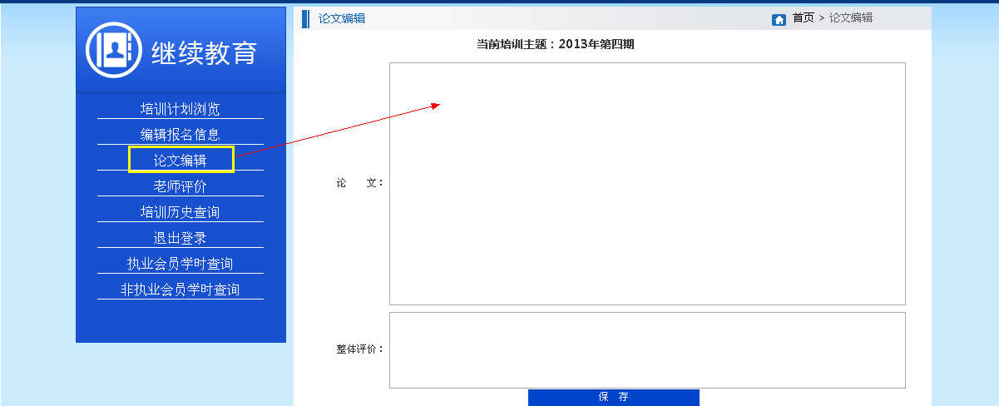 继续教育
培训计划浏览
编辑报名信息
论文编辑
老师评价
培训历史查询
退出登录
执业会员学时查询
非执业会员学时查询
论文编辑
首页 > 论文编辑
当前培训主题：2013年第四期
论 文：
整体评价：
保 存